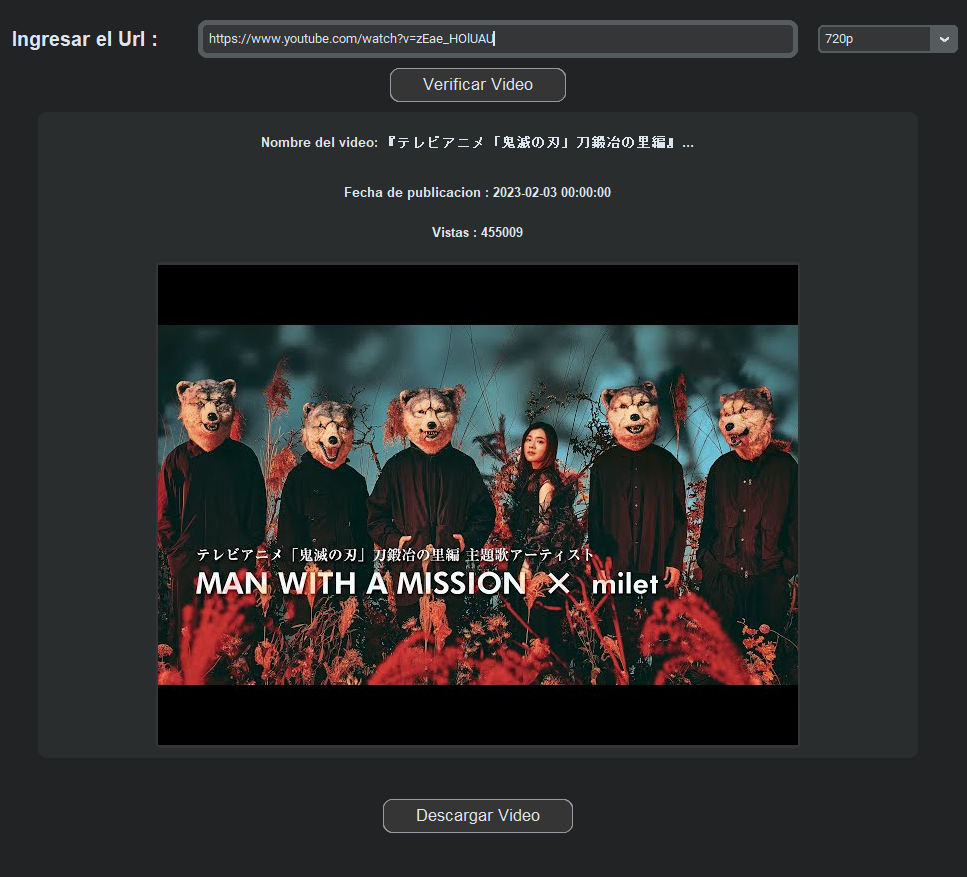 Ingresar el Url :
https://www.youtube.com/watch?v=zEae_HOlUAU
720p
Verificar Video
Nombre del video: 『テレビアニメ「鬼滅の刃」刀鍛冶の里編』...
Fecha de publicacion : 2023-02-03 00:00:00
Vistas : 455009
テレビアニメ「鬼滅の刃」刀鍛冶の里編 主題歌アーティスト
MAN WITH A MISSION × milet
Descargar Video